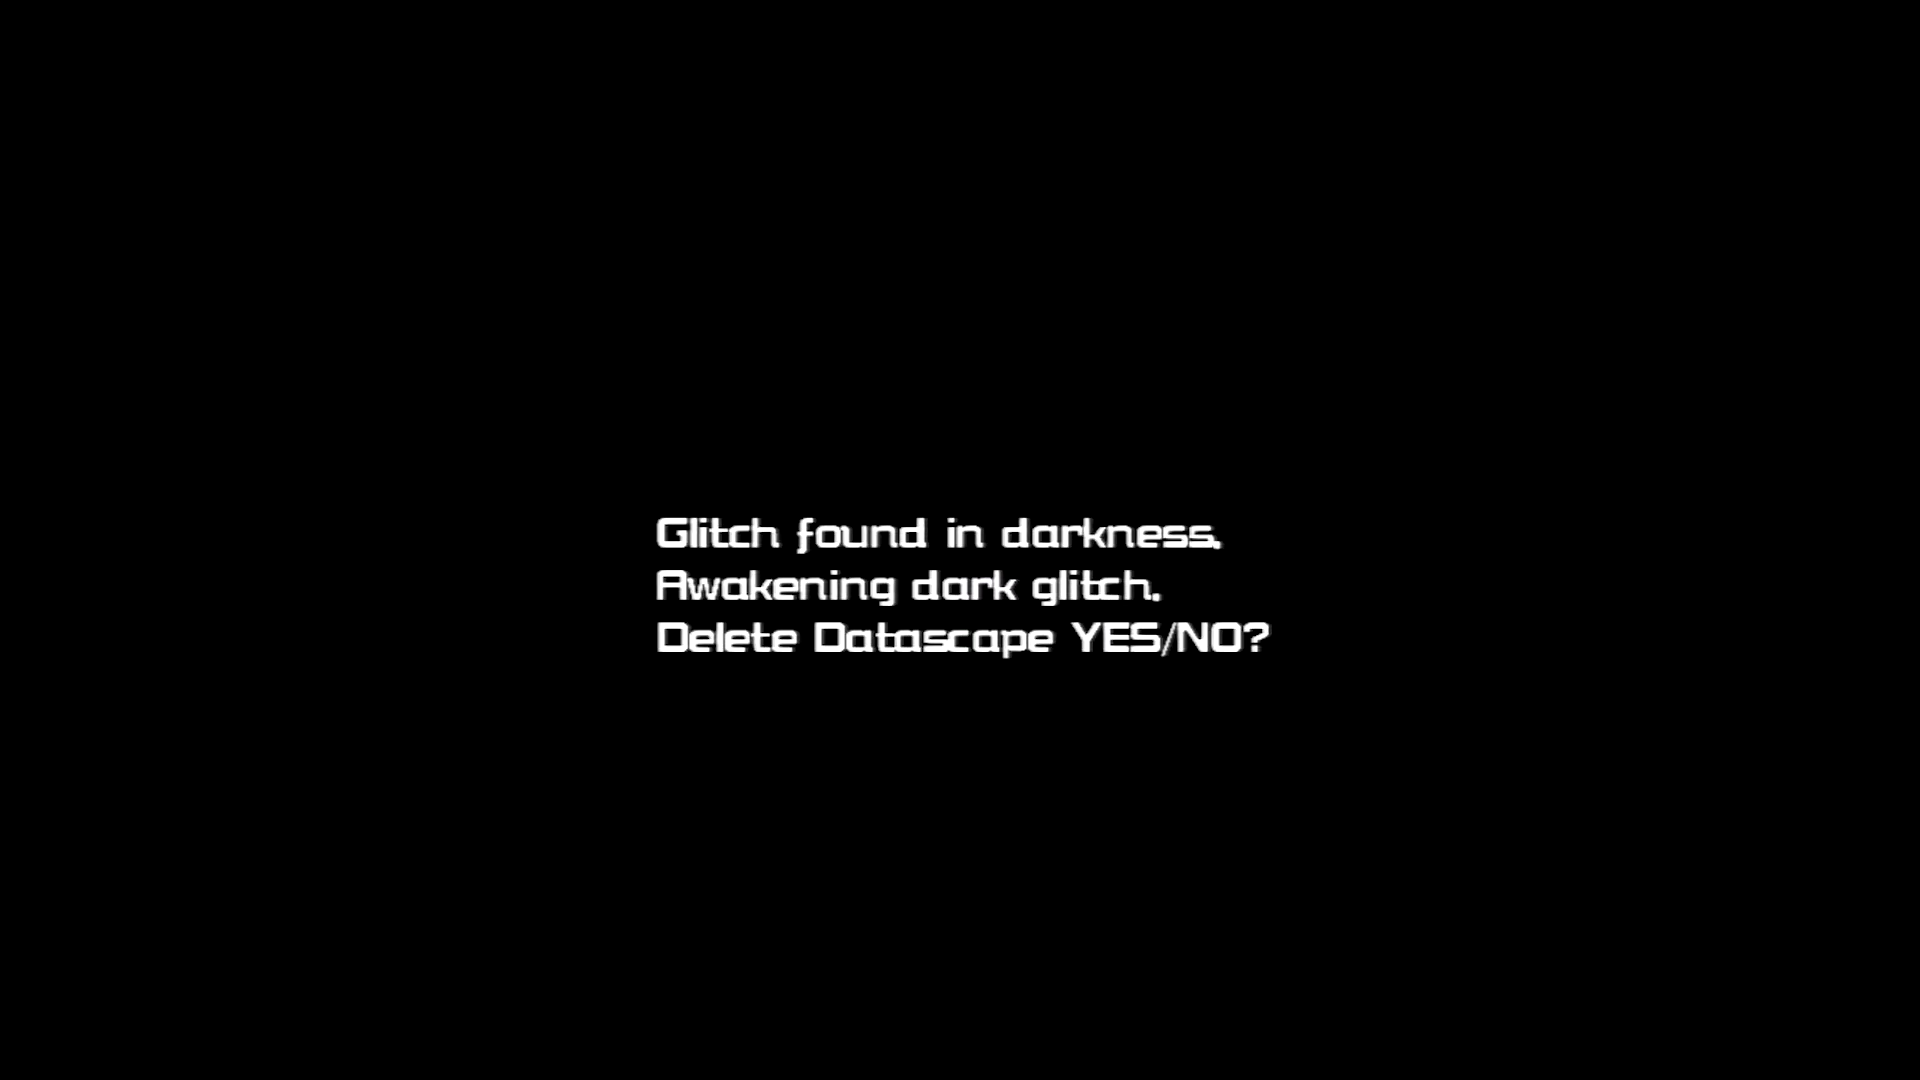 Glitch found in darkness.
Awakening dark glitch.
Delete Datascape YES/NO?